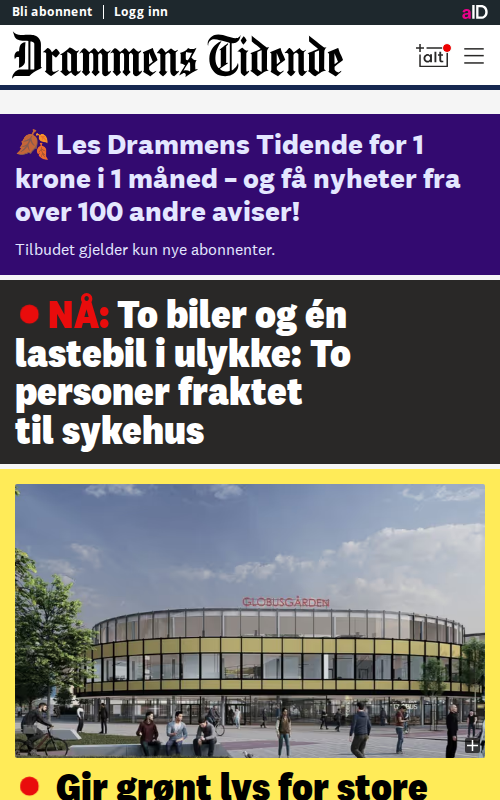 Bli abonnent | Logg inn
aID
Drammens Tidende
+alt
🍂 Les Drammens Tidende for 1
krone i 1 måned – og få nyheter fra
over 100 andre aviser!
Tilbudet gjelder kun nye abonnenter.
NÅ: To biler og én
lastebil i ulykke: To
personer fraktet
til sykehus
GLOBUSGÅRDEN
GLOBUS
Gir grønt lys for store